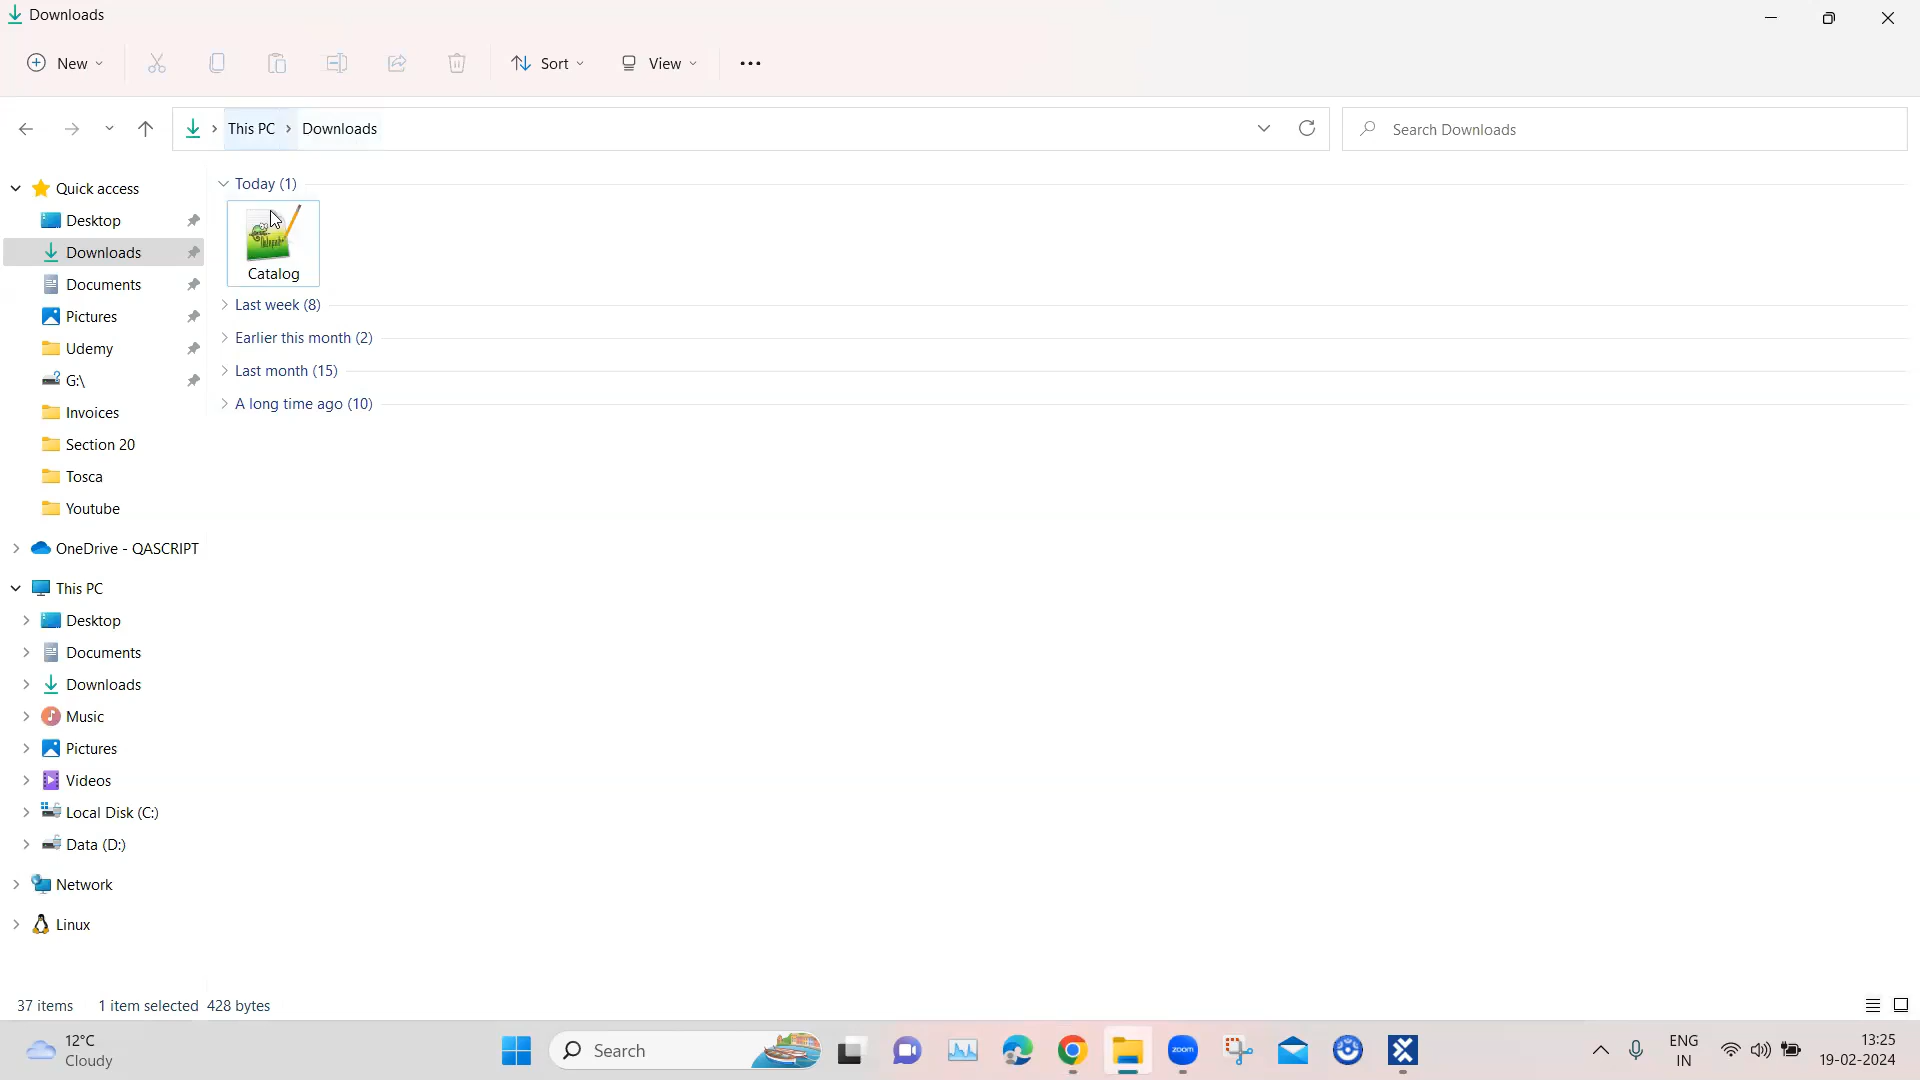 Downloads
New
Sort
View
This PC
Downloads
Search Downloads
Quick access
Desktop
Downloads
Documents
Pictures
Udemy
G:\
Invoices
Section 20
Tosca
Youtube
OneDrive - QASCRIPT
This PC
Desktop
Documents
Downloads
Music
Pictures
Videos
Local Disk (C:)
Data (D:)
Network
Linux
Today (1)
Catalog
Last week (8)
Earlier this month (2)
Last month (15)
A long time ago (10)
37 items
1 item selected 428 bytes
12°C
Cloudy
Search
zoom
ENG
IN
13:25
19-02-2024